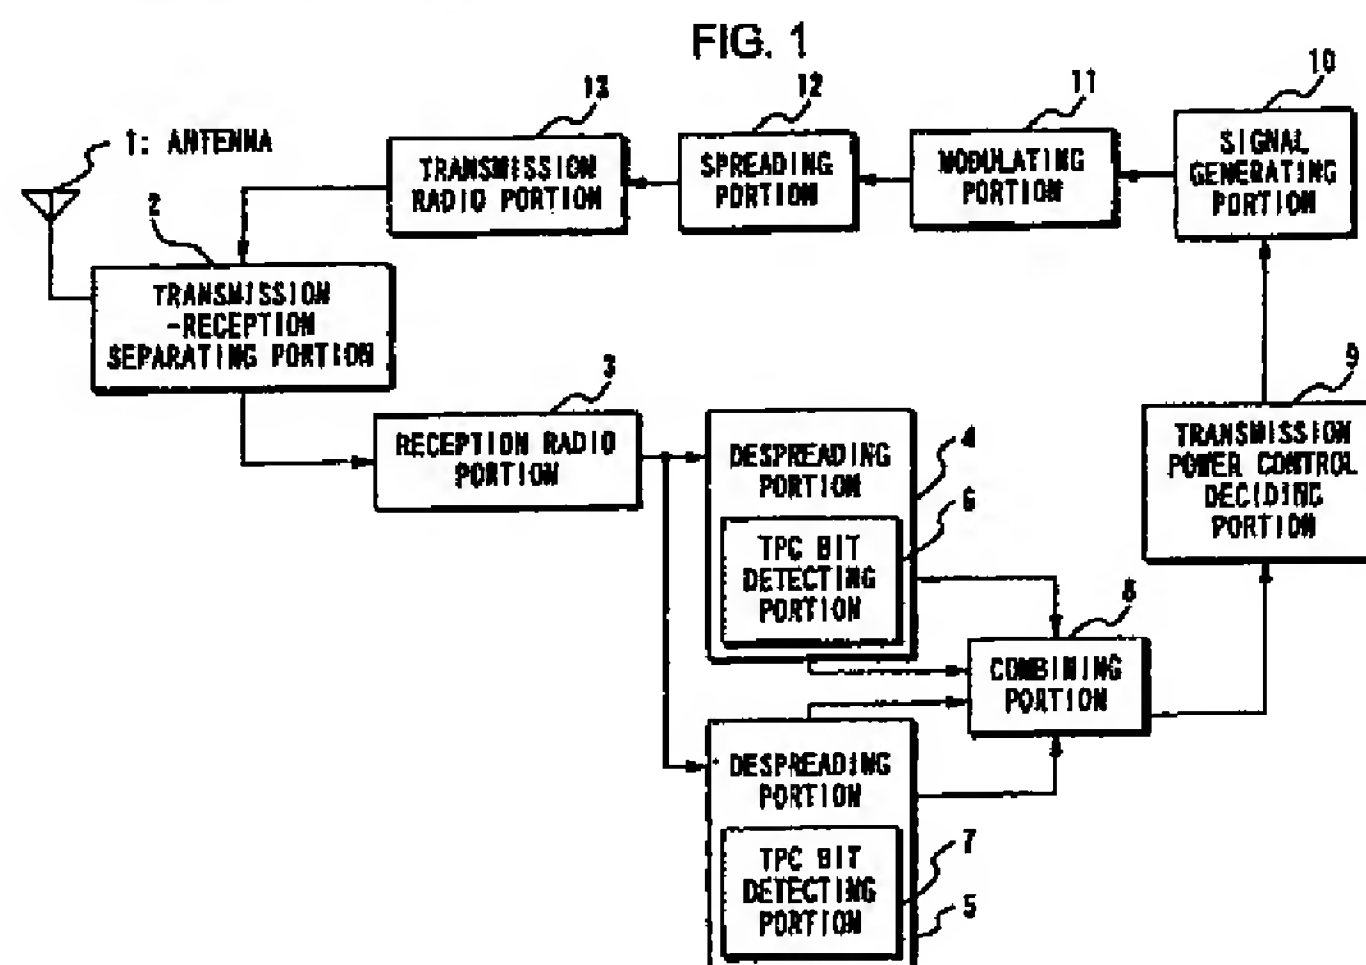 FIG. 1
1: ANTENNA
13
TRANSMISSION
RADIO PORTION
12
SPREADING
PORTION
11
MODULATING
PORTION
10
SIGNAL
GENERATING
PORTION
2
TRANSMISSION
-RECEPTION
SEPARATING PORTION
3
RECEPTION RADIO
PORTION
DESPREADING
PORTION
4
6
TPC BIT
DETECTING
PORTION
9
TRANSMISSION
POWER CONTROL
DECIDING
PORTION
8
COMBINING
PORTION
DESPREADING
PORTION
TPC BIT
DETECTING
PORTION
7
5